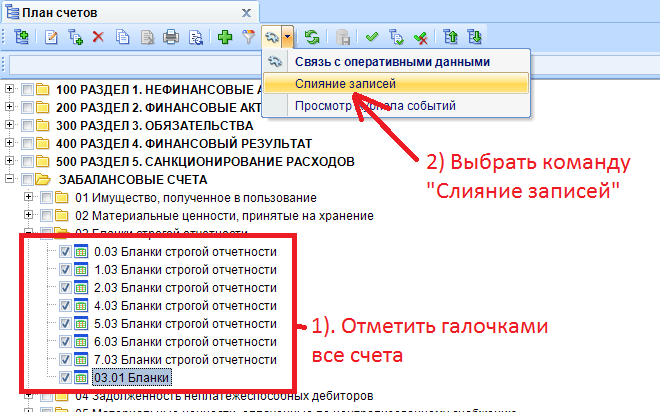 План счетов
Связь с оперативными данными
Слияние записей
Просмотр журнала событий
100 РАЗДЕЛ 1. НЕФИНАНСОВЫЕ
200 РАЗДЕЛ 2. ФИНАНСОВЫЕ АКТ
300 РАЗДЕЛ 3. ОБЯЗАТЕЛЬСТВА
400 РАЗДЕЛ 4. ФИНАНСОВЫЙ РЕЗУЛЬТАТ
500 РАЗДЕЛ 5. САНКЦИОНИРОВАНИЕ РАСХОДОВ
ЗАБАЛАНСОВЫЕ СЧЕТА
01 Имущество, полученное в пользование
02 Материальные ценности, принятые на хранение
03 Бланки строгой отчетности
0.03 Бланки строгой отчетности
1.03 Бланки строгой отчетности
2.03 Бланки строгой отчетности
4.03 Бланки строгой отчетности
5.03 Бланки строгой отчетности
6.03 Бланки строгой отчетности
7.03 Бланки строгой отчетности
03.01 Бланки
04 Задолженность неплатежеспособных дебиторов
2) Выбрать команду
"Слияние записей"
1). Отметить галочками
все счета